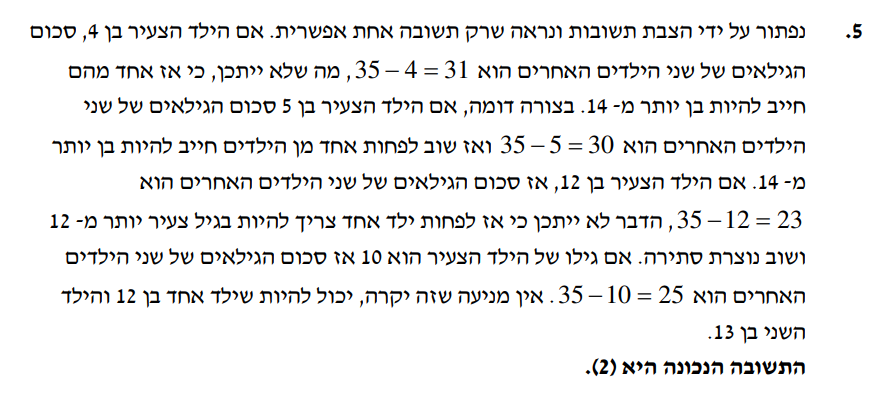 5. נפתור על ידי הצבת תשובות ונראה שרק תשובה אחת אפשרית. אם הילד הצעיר בן 4, סכום
הגילאים של שני הילדים האחרים הוא 35 – 4 = 31, מה שלא ייתכן, כי אז אחד מהם
חייב להיות בן יותר מ- 14. בצורה דומה, אם הילד הצעיר בן 5 סכום הגילאים של שני
הילדים האחרים הוא 35 – 5 = 30 ואז שוב לפחות אחד מן הילדים חייב להיות בן יותר
מ- 14. אם הילד הצעיר בן 12, אז סכום הגילאים של שני הילדים האחרים הוא
35 – 12 = 23, הדבר לא ייתכן כי אז לפחות ילד אחד צריך להיות בגיל צעיר יותר מ- 12
ושוב נוצרת סתירה. אם גילו של הילד הצעיר הוא 10 אז סכום הגילאים של שני הילדים
האחרים הוא 35 – 10 = 25. אין מניעה שזה יקרה, יכול להיות שילד אחד בן 12 והילד
השני בן 13.
התשובה הנכונה היא (2).